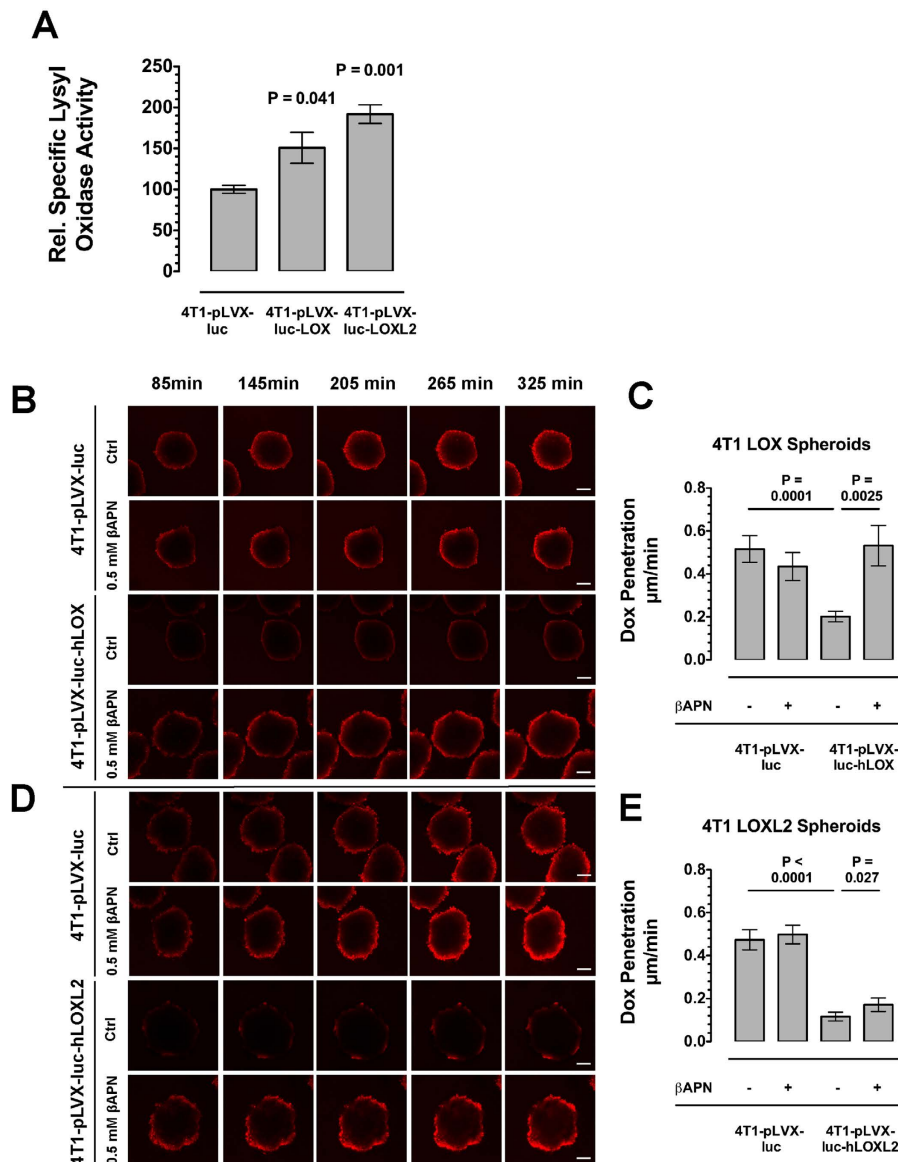 A
Rel. Specific Lysyl
Oxidase Activity
250
200
150
100
50
0
P = 0.041
P = 0.001
4T1-pLVX-
luc
4T1-pLVX-
luc-LOX
4T1-pLVX-
luc-LOXL2
85min
145min
205 min
265 min
325 min
B
4T1-pLVX-luc
Ctrl
0.5 mM βAPN
4T1-pLVX-luc-hLOX
Ctrl
0.5 mM βAPN
C
4T1 LOX Spheroids
Dox Penetration
µm/min
0.8
0.6
0.4
0.2
0.0
P =
0.0001
P =
0.0025
βAPN
-
+
-
+
4T1-pLVX-
luc
4T1-pLVX-
luc-hLOX
D
4T1-pLVX-luc
Ctrl
0.5 mM βAPN
4T1-pLVX-luc-hLOXL2
Ctrl
0.5 mM βAPN
E
4T1 LOXL2 Spheroids
Dox Penetration
µm/min
0.8
0.6
0.4
0.2
0.0
P <
0.0001
P =
0.027
βAPN
-
+
-
+
4T1-pLVX-
luc
4T1-pLVX-
luc-hLOXL2